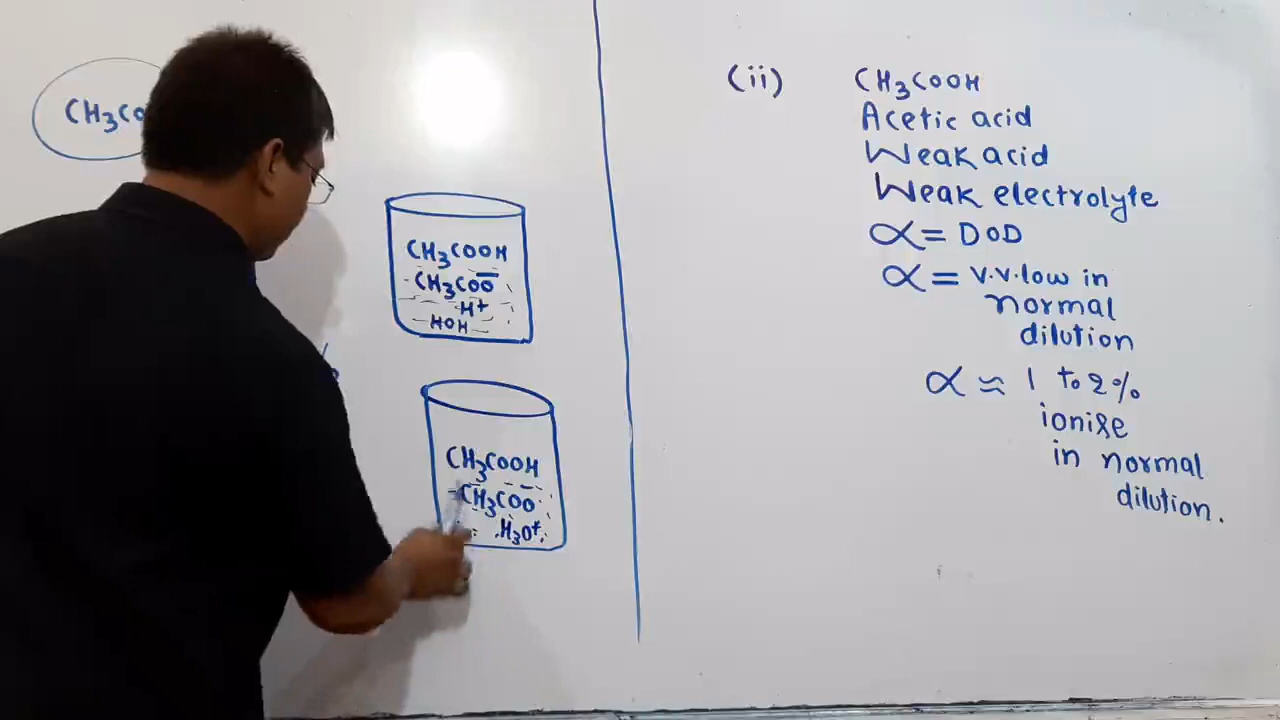 CH3CO
CH3COOH
CH3COO̅
H+
HOH
CH3COOH
CH3COO
H3O+
(ii) CH3COOH
Acetic acid
Weak acid
Weak electrolyte
α = DOD
α = v.v.low in
normal
dilution
α ≈ 1 to 2%
ionise
in normal
dilution.